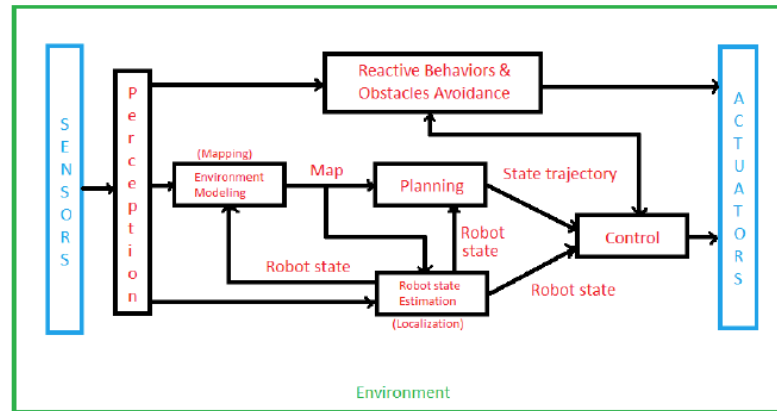 SENSORS
Perception
Reactive Behaviors &
Obstacles Avoidance
ACTUATORS
(Mapping)
Environment
Modeling
Map
Planning
State trajectory
Robot
state
Control
Robot state
Robot state
Estimation
(Localization)
Robot state
Environment